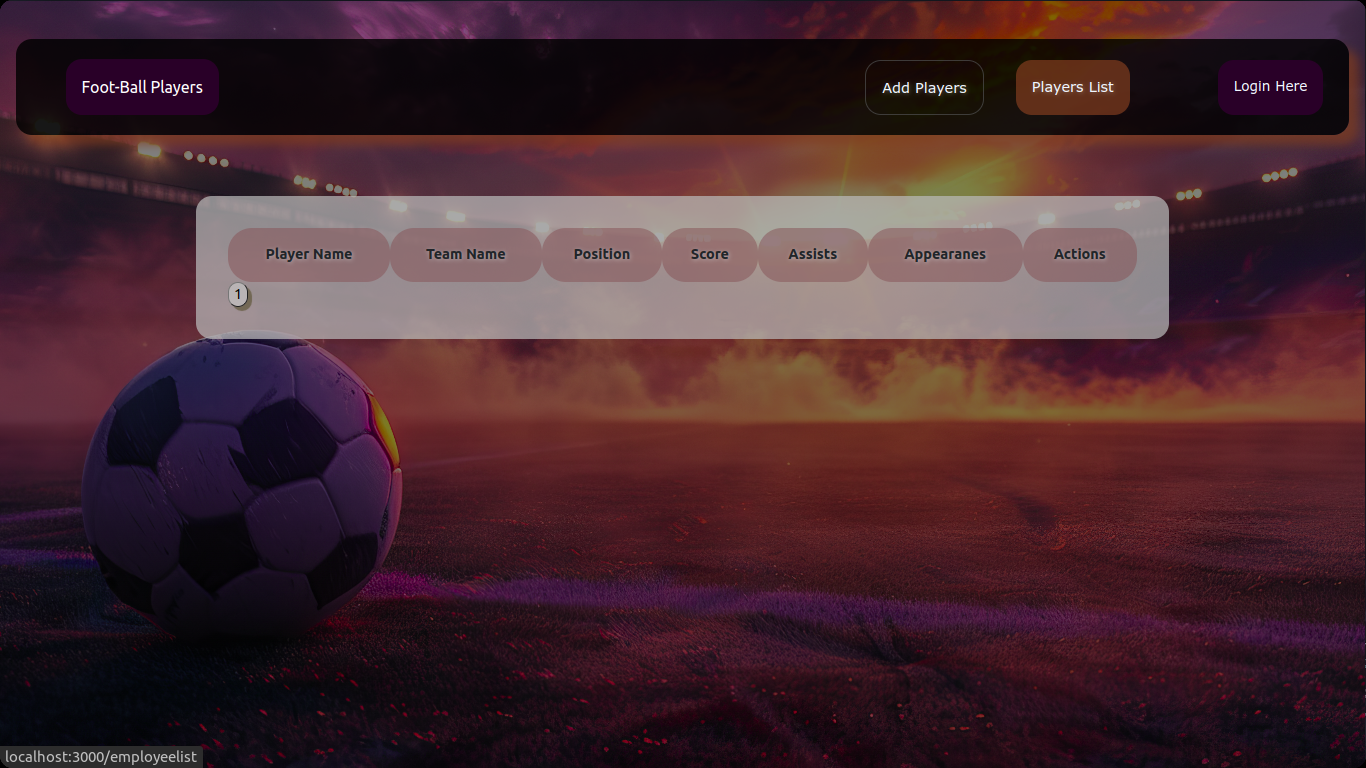 Foot-Ball Players Add Players Players List Login Here
Player Name Team Name Position Score Assists Appearanes Actions
1
localhost:3000/employeelist